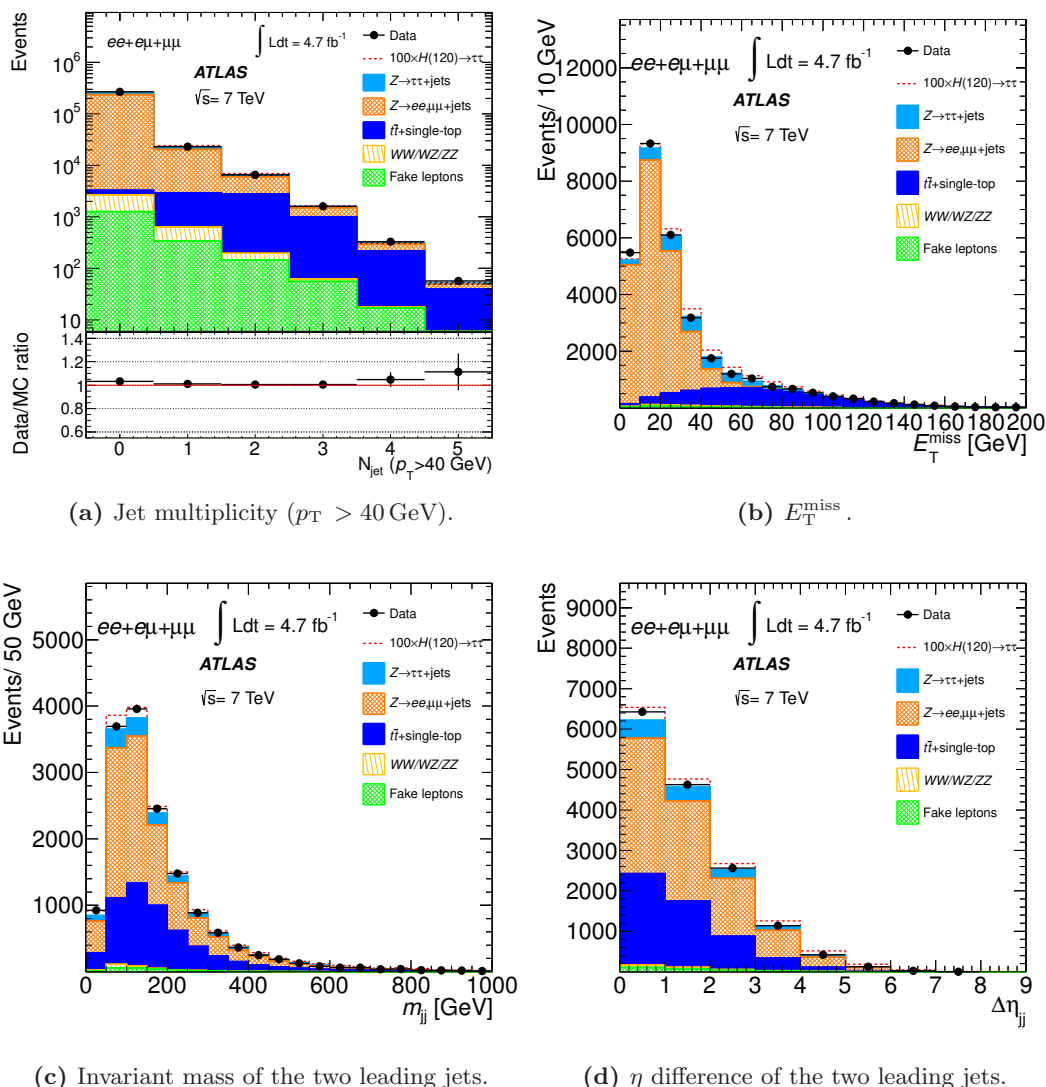 Events
ee+eμ+μμ
∫ Ldt = 4.7 fb⁻¹
ATLAS
√s= 7 TeV
Data
100×H(120)→ττ
Z→ττ+jets
Z→ee,μμ+jets
tt̄+single-top
WW/WZ/ZZ
Fake leptons
10⁶
10⁵
10⁴
10³
10²
10
Data/MC ratio
1.4
1.2
1
0.8
0.6
0 1 2 3 4 5
N_jet (p_T>40 GeV)
(a) Jet multiplicity (p_T > 40 GeV).
Events/ 10 GeV
ee+eμ+μμ
∫ Ldt = 4.7 fb⁻¹
ATLAS
√s= 7 TeV
Data
100×H(120)→ττ
Z→ττ+jets
Z→ee,μμ+jets
tt̄+single-top
WW/WZ/ZZ
Fake leptons
12000
10000
8000
6000
4000
2000
0 20 40 60 80 100 120 140 160 180 200
E_T^miss [GeV]
(b) E_T^miss .
Events/ 50 GeV
ee+eμ+μμ
∫ Ldt = 4.7 fb⁻¹
ATLAS
√s= 7 TeV
Data
100×H(120)→ττ
Z→ττ+jets
Z→ee,μμ+jets
tt̄+single-top
WW/WZ/ZZ
Fake leptons
5000
4000
3000
2000
1000
0 200 400 600 800 1000
m_jj [GeV]
(c) Invariant mass of the two leading jets.
Events
ee+eμ+μμ
∫ Ldt = 4.7 fb⁻¹
ATLAS
√s= 7 TeV
Data
100×H(120)→ττ
Z→ττ+jets
Z→ee,μμ+jets
tt̄+single-top
WW/WZ/ZZ
Fake leptons
9000
8000
7000
6000
5000
4000
3000
2000
1000
0 1 2 3 4 5 6 7 8 9
Δη_jj
(d) η difference of the two leading jets.